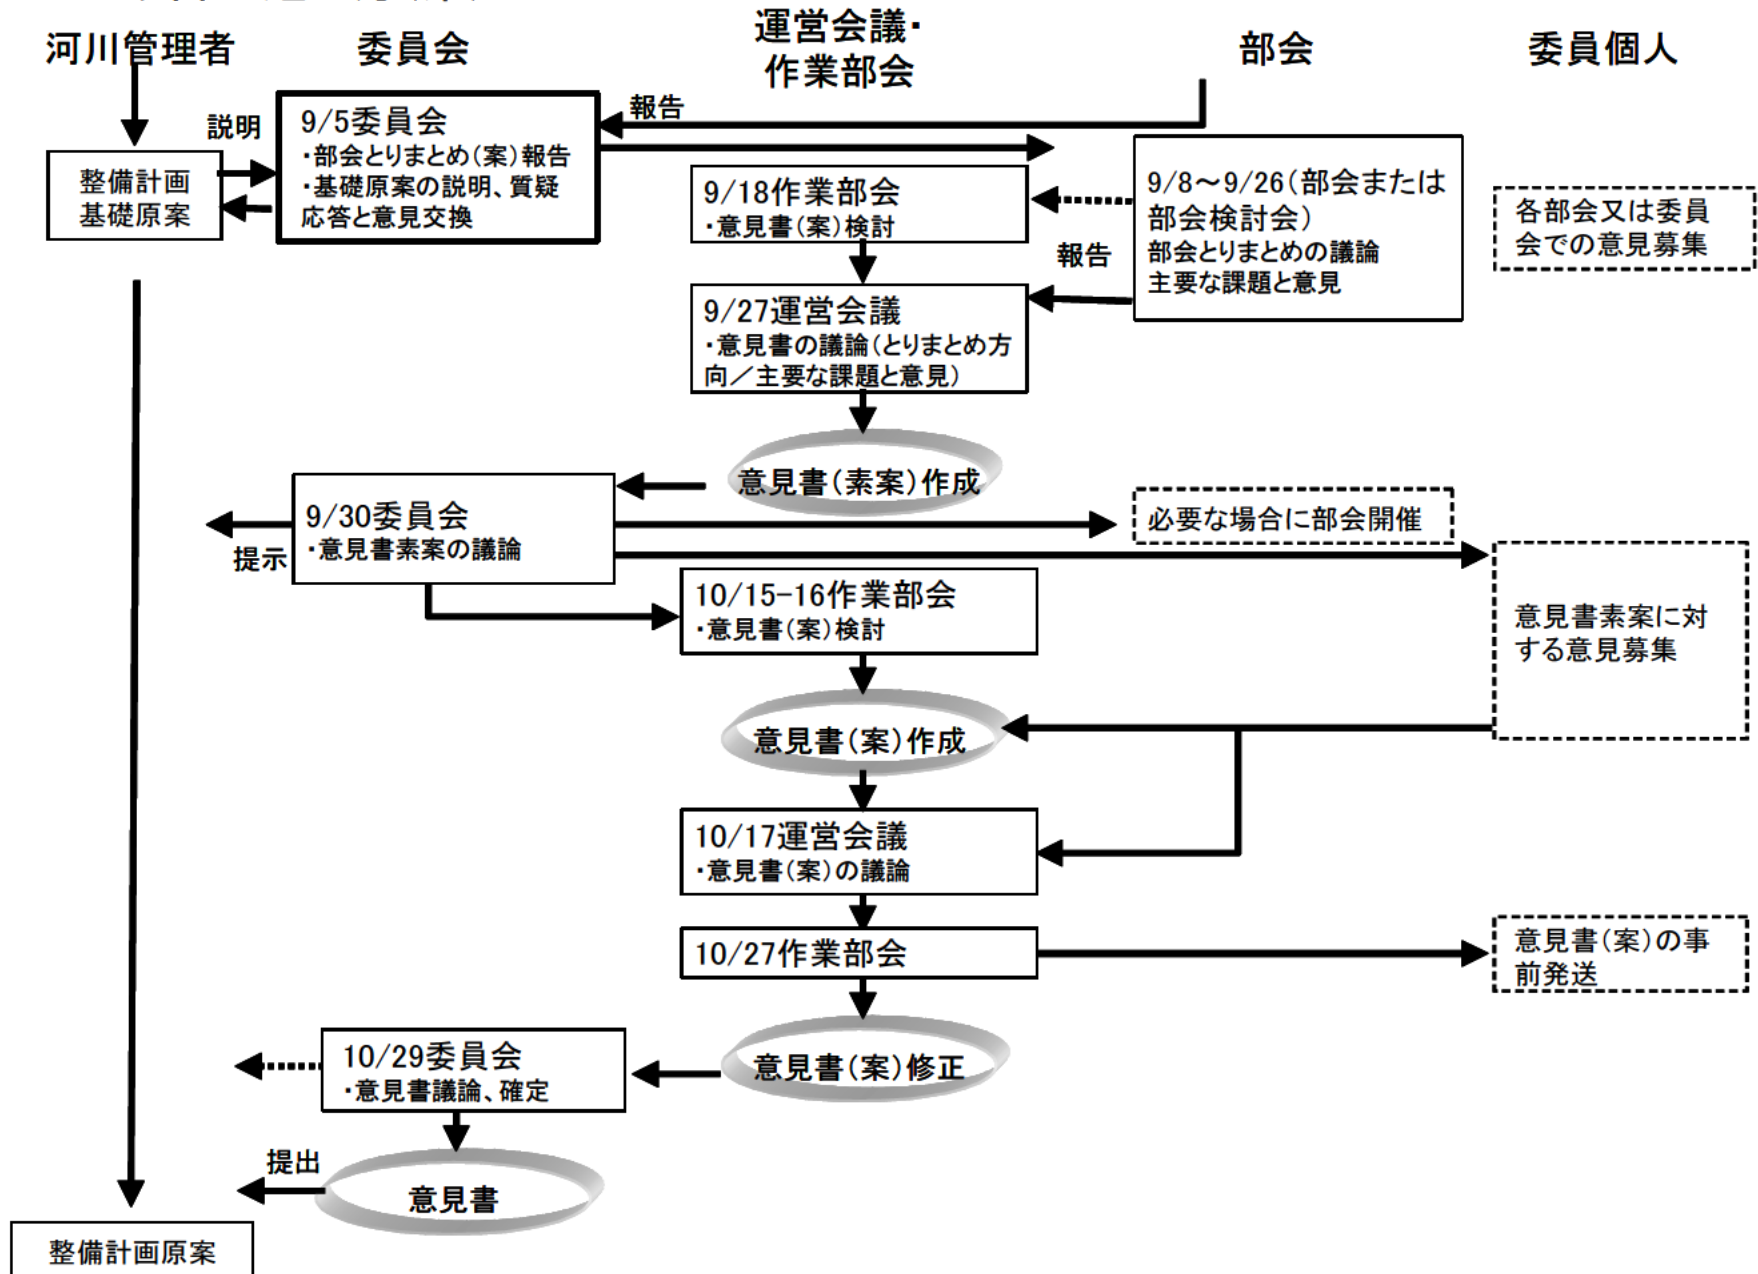 河川管理者
委員会
運営会議・
作業部会
部会
委員個人
説明
9/5委員会
・部会とりまとめ(案)報告
・基礎原案の説明、質疑
応答と意見交換
報告
整備計画
基礎原案
9/18作業部会
・意見書(案)検討
9/8～9/26(部会または
部会検討会)
部会とりまとめの議論
主要な課題と意見
各部会又は委員
会での意見募集
報告
9/27運営会議
・意見書の議論(とりまとめ方
向／主要な課題と意見)
意見書(素案)作成
9/30委員会
・意見書素案の議論
提示
必要な場合に部会開催
10/15-16作業部会
・意見書(案)検討
意見書素案に対
する意見募集
意見書(案)作成
10/17運営会議
・意見書(案)の議論
10/27作業部会
意見書(案)の事
前発送
10/29委員会
・意見書議論、確定
意見書(案)修正
提出
意見書
整備計画原案